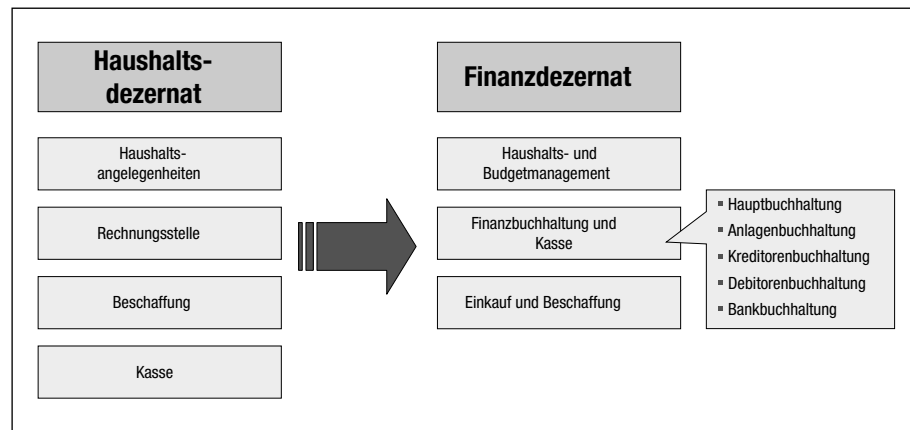 Haushalts-
dezernat
Haushalts-
angelegenheiten
Rechnungsstelle
Beschaffung
Kasse
Finanzdezernat
Haushalts- und
Budgetmanagement
Finanzbuchhaltung und
Kasse
Einkauf und Beschaffung
▪ Hauptbuchhaltung
▪ Anlagenbuchhaltung
▪ Kreditorenbuchhaltung
▪ Debitorenbuchhaltung
▪ Bankbuchhaltung